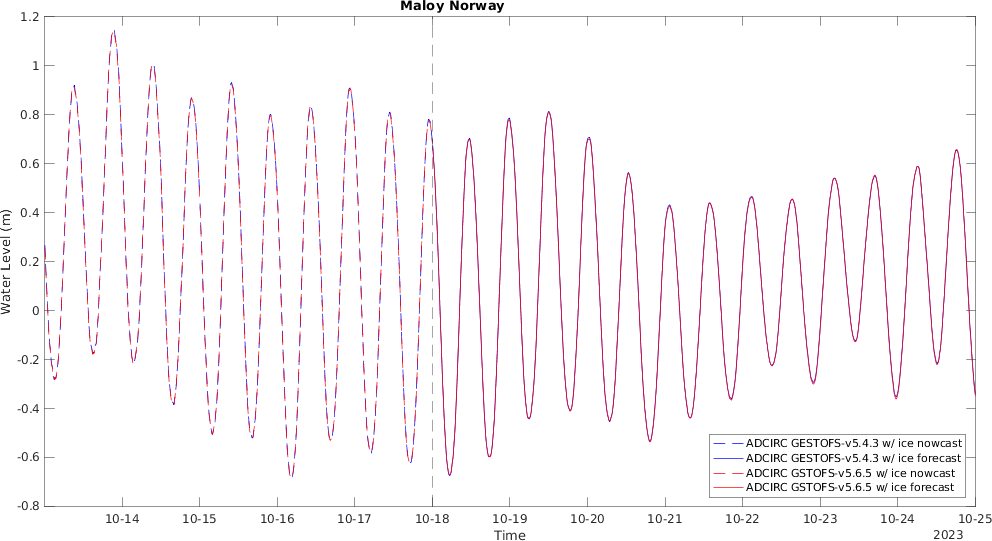 Maloy Norway
1.2
1
0.8
0.6
0.4
0.2
0
-0.2
-0.4
-0.6
-0.8
Water Level (m)
ADCIRC GESTOFS-v5.4.3 w/ ice nowcast
ADCIRC GESTOFS-v5.4.3 w/ ice forecast
ADCIRC GSTOFS-v5.6.5 w/ ice nowcast
ADCIRC GSTOFS-v5.6.5 w/ ice forecast
10-14 10-15 10-16 10-17 10-18 10-19 10-20 10-21 10-22 10-23 10-24 10-25
Time
2023